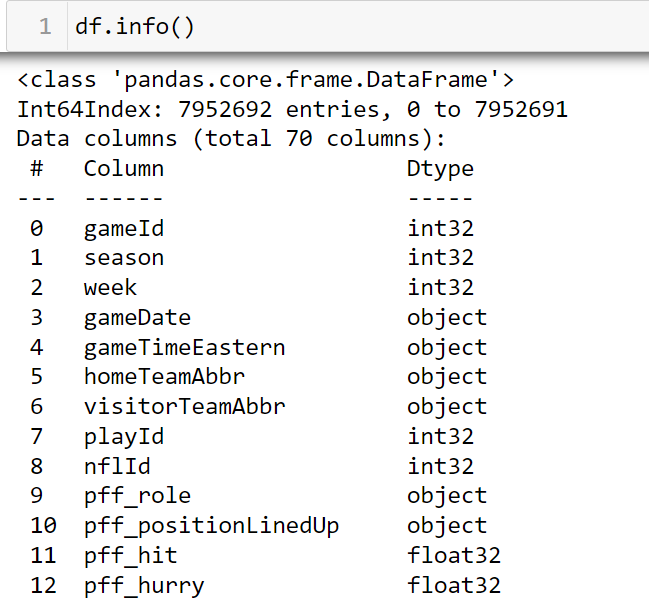 1 df.info()
<class 'pandas.core.frame.DataFrame'>
Int64Index: 7952692 entries, 0 to 7952691
Data columns (total 70 columns):
 #   Column                  Dtype
---  ------                  -----
 0   gameId                  int32
 1   season                  int32
 2   week                    int32
 3   gameDate                object
 4   gameTimeEastern         object
 5   homeTeamAbbr            object
 6   visitorTeamAbbr         object
 7   playId                  int32
 8   nflId                   int32
 9   pff_role                object
 10  pff_positionLinedUp     object
 11  pff_hit                 float32
 12  pff_hurry               float32